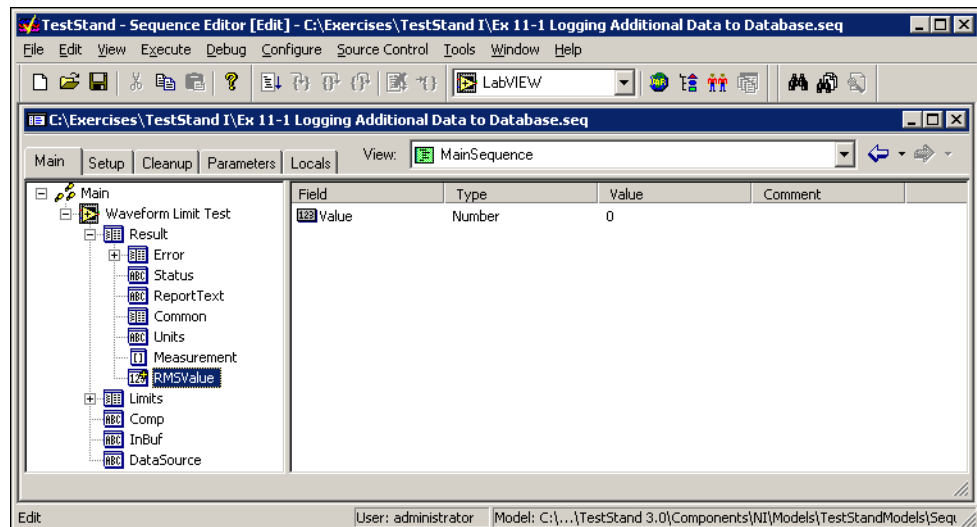 TestStand - Sequence Editor [Edit] - C:\Exercises\TestStand I\Ex 11-1 Logging Additional Data to Database.seq
File Edit View Execute Debug Configure Source Control Tools Window Help
LabVIEW
C:\Exercises\TestStand I\Ex 11-1 Logging Additional Data to Database.seq
Main Setup Cleanup Parameters Locals View: MainSequence
Main
Waveform Limit Test
Result
Error
Status
ReportText
Common
Units
Measurement
RMSValue
Limits
Comp
InBuf
DataSource
Field Type Value Comment
Value Number 0
Edit User: administrator Model: C:\...\TestStand 3.0\Components\NI\Models\TestStandModels\Sequ